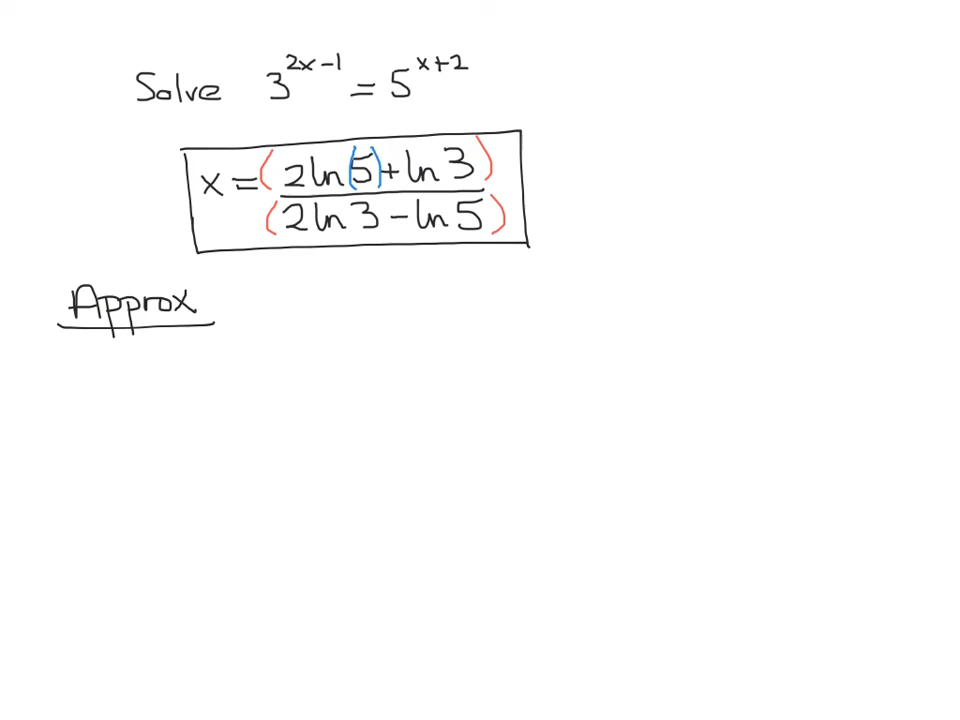 Solve 3^(2x-1) = 5^(x+2)
x = (2ln(5)+ln3)
(2ln3-ln5)
Approx